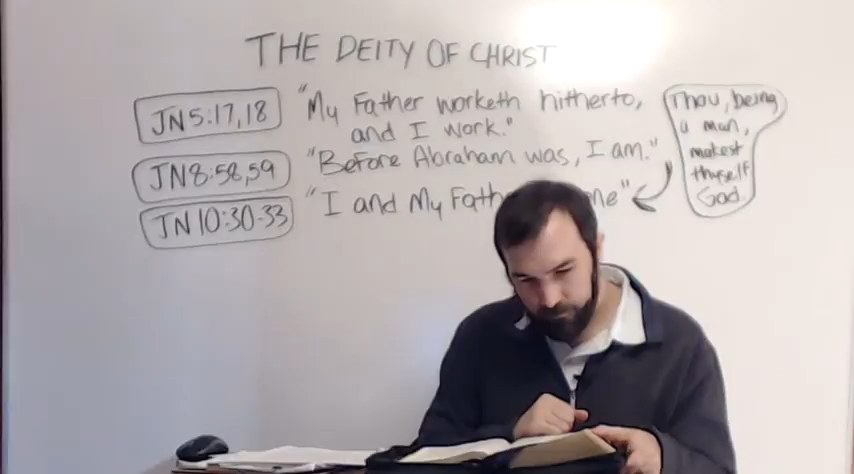 THE DEITY OF CHRIST
JN 5:17,18
"My Father worketh hitherto,
and I work."
JN 8:58,59
"Before Abraham was, I am."
JN 10:30-33
"I and My Fath ne"
Thou, being
a man,
makest
thyself
God.